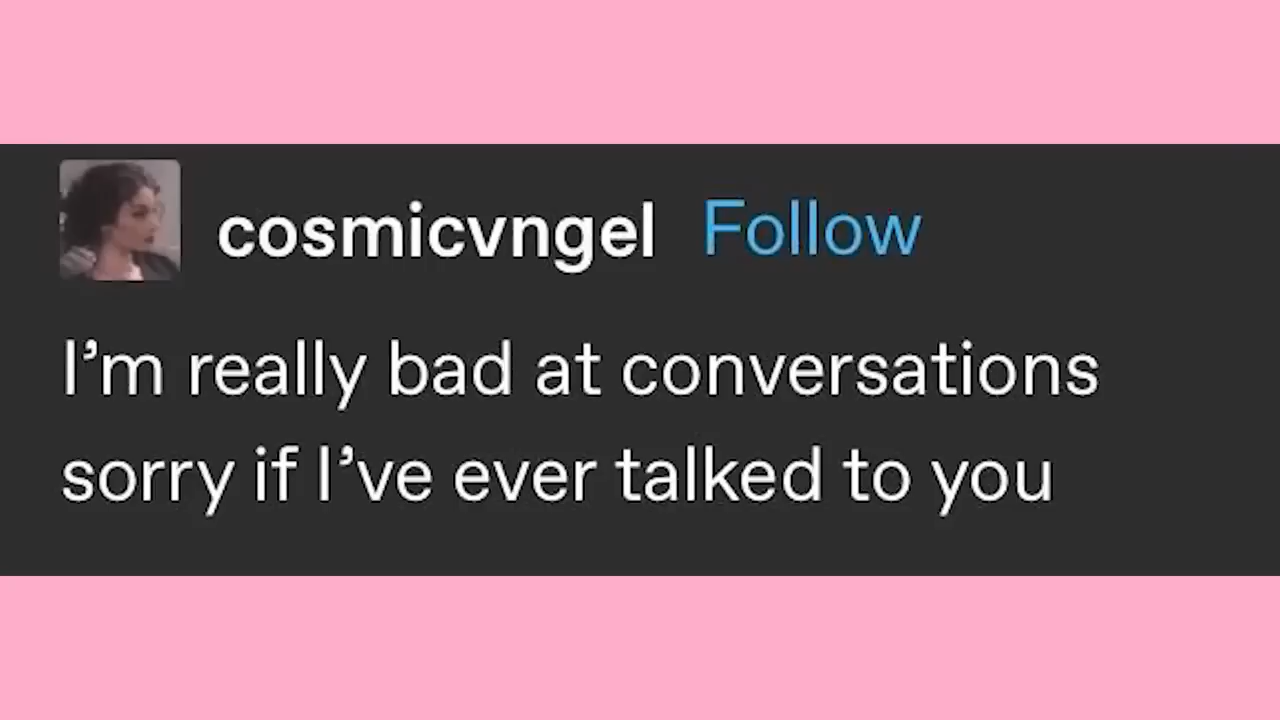 cosmicvngel Follow
I’m really bad at conversations
sorry if I’ve ever talked to you